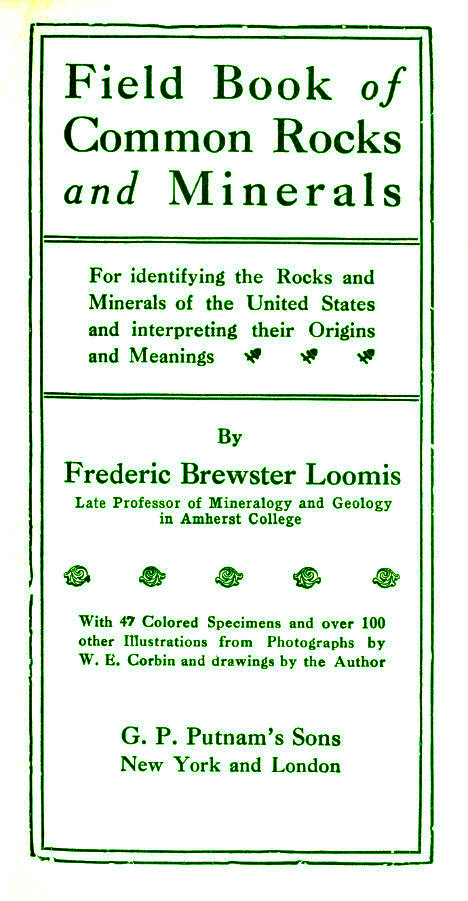 Field Book of
Common Rocks
and Minerals
For identifying the Rocks and
Minerals of the United States
and interpreting their Origins
and Meanings
By
Frederic Brewster Loomis
Late Professor of Mineralogy and Geology
in Amherst College
With 47 Colored Specimens and over 100
other Illustrations from Photographs by
W. E. Corbin and drawings by the Author
G. P. Putnam's Sons
New York and London